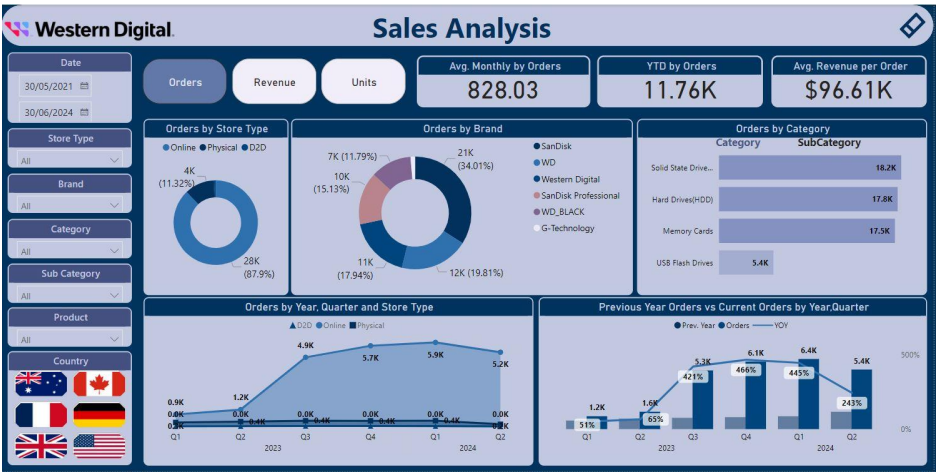 Western Digital.
Sales Analysis
Date
30/05/2021
30/06/2024
Store Type
All
Brand
All
Category
All
Sub Category
All
Product
All
Country
Orders
Revenue
Units
Avg. Monthly by Orders
828.03
YTD by Orders
11.76K
Avg. Revenue per Order
$96.61K
Orders by Store Type
Online Physical D2D
4K
(11.32%)
28K
(87.9%)
Orders by Brand
7K (11.79%)
21K
(34.01%)
10K
(15.13%)
11K
(17.94%)
12K (19.81%)
SanDisk
WD
Western Digital
SanDisk Professional
WD_BLACK
G-Technology
Orders by Category
Category SubCategory
Solid State Drive...
18.2K
Hard Drives(HDD)
17.8K
Memory Cards
17.5K
USB Flash Drives
5.4K
Orders by Year, Quarter and Store Type
D2D Online Physical
0.9K
1.2K
4.9K
5.7K
5.9K
5.2K
0.0K
0.0K
0.0K
0.0K
0.0K
0.0K
0.4K
0.4K
0.4K
0.4K
Q1 Q2 Q3 Q4 Q1 Q2
2023 2024
Previous Year Orders vs Current Orders by Year,Quarter
Prev. Year Orders YOY
1.2K
1.6K
5.3K
6.1K
6.4K
5.4K
51%
65%
421%
466%
445%
243%
500%
0%
Q1 Q2 Q3 Q4 Q1 Q2
2023 2024